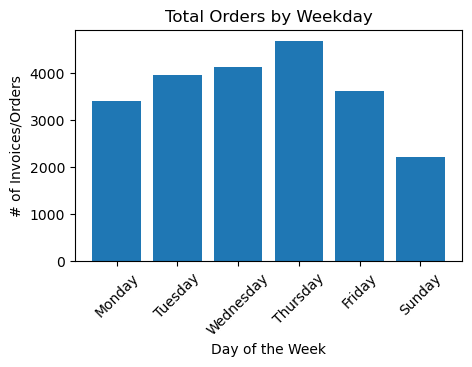 Total Orders by Weekday
# of Invoices/Orders
4000
3000
2000
1000
0
Monday
Tuesday
Wednesday
Thursday
Friday
Sunday
Day of the Week